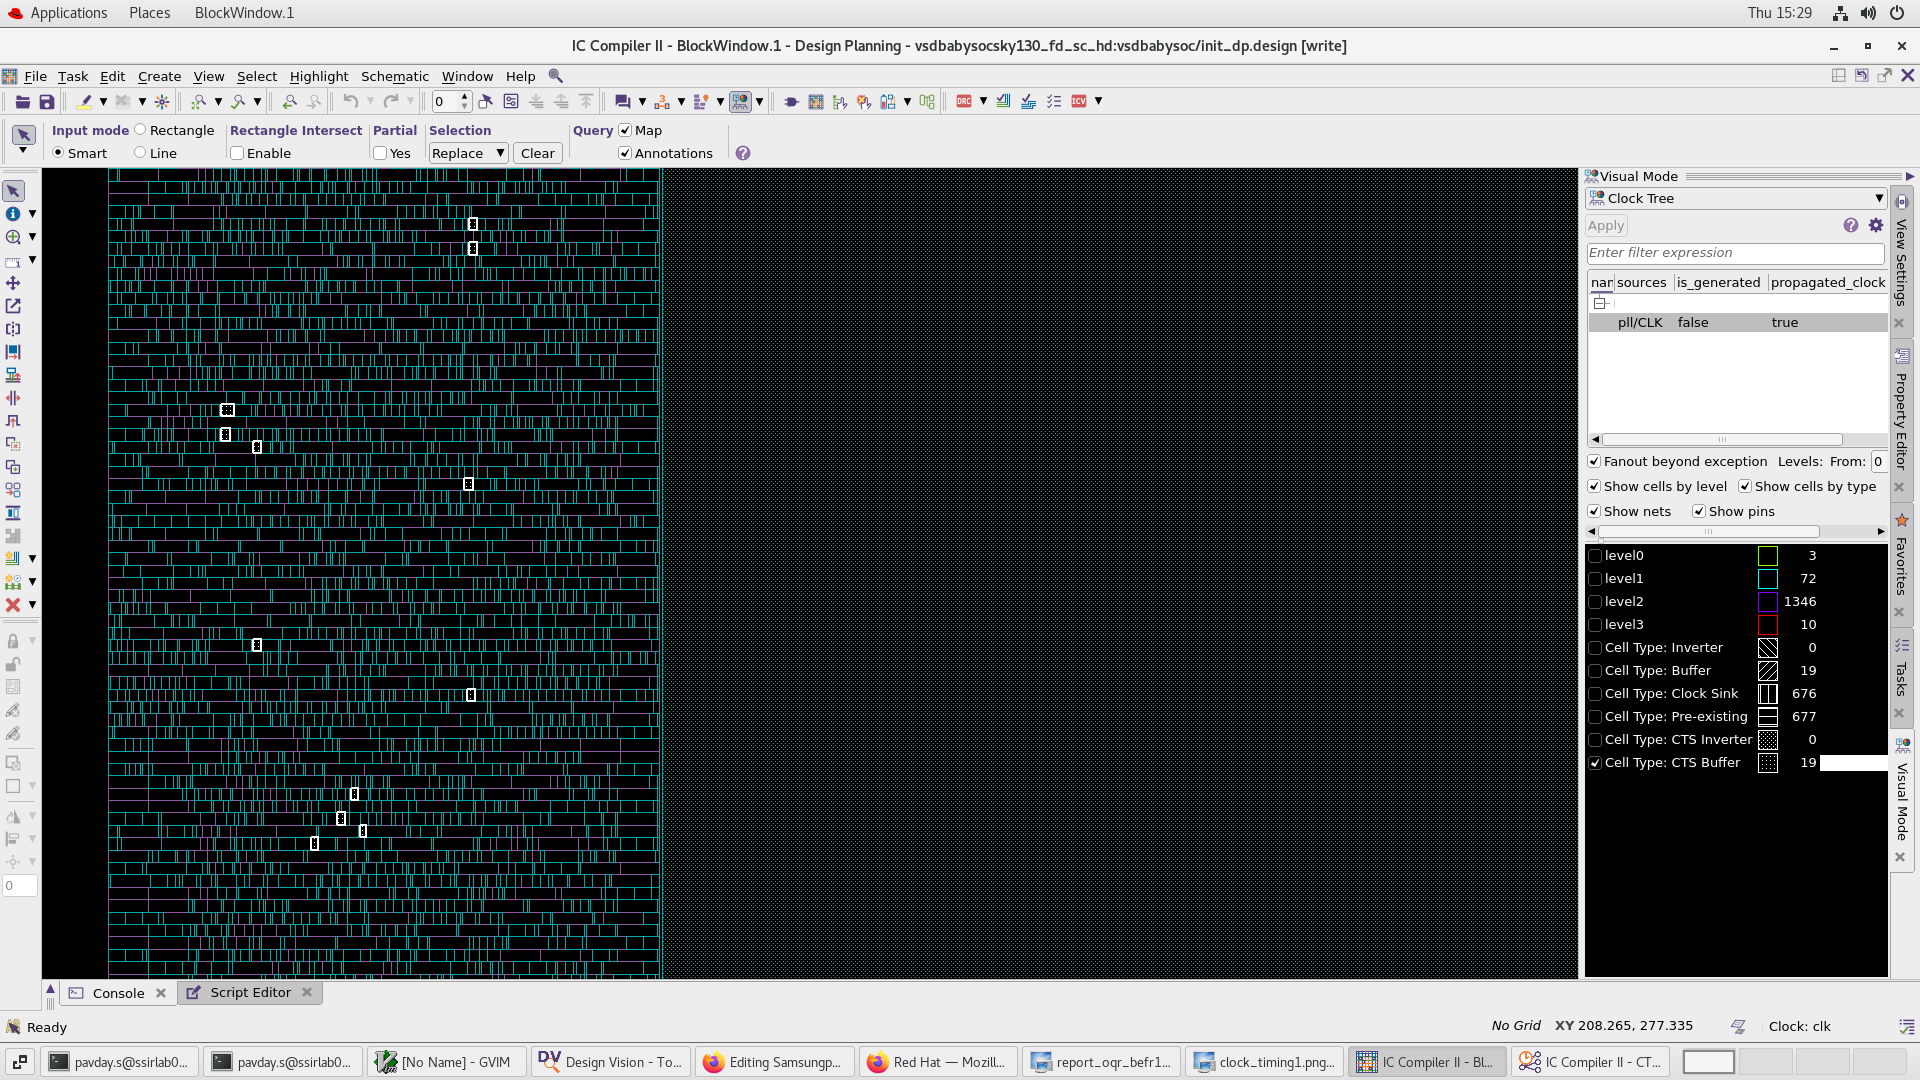 Applications Places BlockWindow.1 Thu 15:29
IC Compiler II - BlockWindow.1 - Design Planning - vsdbabysocsky130_fd_sc_hd:vsdbabysoc/init_dp.design [write]
File Task Edit Create View Select Highlight Schematic Window Help
0 DRC ICV
Input mode Rectangle Rectangle Intersect Partial Selection Query Map
Smart Line Enable Yes Replace Clear Annotations
Visual Mode
Clock Tree
Apply
Enter filter expression
nar sources is_generated propagated_clock
pll/CLK false true
Fanout beyond exception Levels: From: 0
Show cells by level Show cells by type
Show nets Show pins
level0 3
level1 72
level2 1346
level3 10
Cell Type: Inverter 0
Cell Type: Buffer 19
Cell Type: Clock Sink 676
Cell Type: Pre-existing 677
Cell Type: CTS Inverter 0
Cell Type: CTS Buffer 19
View Settings
Property Editor
Favorites
Tasks
Visual Mode
0
Console Script Editor
Ready No Grid XY 208.265, 277.335 Clock: clk
pavday.s@ssirlab0... pavday.s@ssirlab0... [No Name] - GVIM Design Vision - To... Editing Samsungp... Red Hat — Mozill... report_oqr_befr1... clock_timing1.png... IC Compiler II - Bl... IC Compiler II - CT...